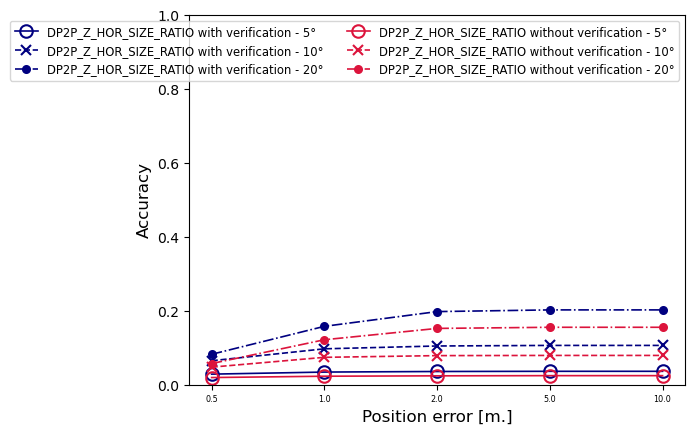 1.0
DP2P_Z_HOR_SIZE_RATIO with verification - 5° DP2P_Z_HOR_SIZE_RATIO without verification - 5°
DP2P_Z_HOR_SIZE_RATIO with verification - 10° DP2P_Z_HOR_SIZE_RATIO without verification - 10°
DP2P_Z_HOR_SIZE_RATIO with verification - 20° DP2P_Z_HOR_SIZE_RATIO without verification - 20°
0.8
0.6
Accuracy
0.4
0.2
0.0
0.5 1.0 2.0 5.0 10.0
Position error [m.]